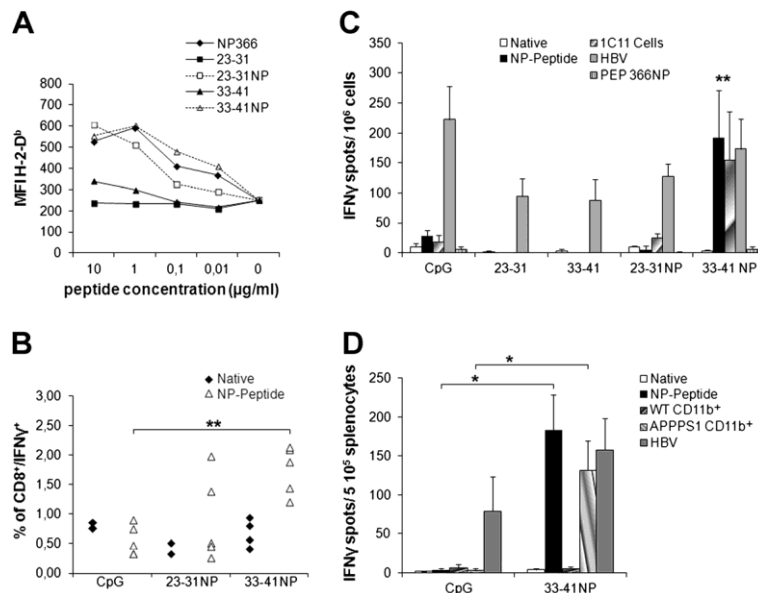 A
NP366
23-31
23-31NP
33-41
33-41NP
MFI H-2-Dᵇ
800
700
600
500
400
300
200
100
0
10 1 0,1 0,01 0
peptide concentration (µg/ml)
B
Native
NP-Peptide
% of CD8⁺/IFNγ⁺
3,00
2,50
2,00
1,50
1,00
0,50
0,00
**
CpG 23-31NP 33-41NP
C
Native
NP-Peptide
1C11 Cells
HBV
PEP 366NP
IFNγ spots/ 10⁶ cells
350
300
250
200
150
100
50
0
**
CpG 23-31 33-41 23-31NP 33-41 NP
D
Native
NP-Peptide
WT CD11b⁺
APPPS1 CD11b⁺
HBV
IFNγ spots/ 5 10⁵ splenocytes
250
200
150
100
50
0
*
*
CpG 33-41NP